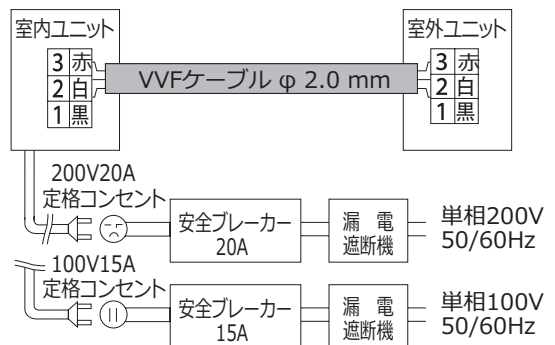 室内ユニット
室外ユニット
3 赤
2 白
1 黒
VVFケーブル φ 2.0 mm
3 赤
2 白
1 黒
200V20A
定格コンセント
安全ブレーカー
20A
漏 電
遮断機
単相200V
50/60Hz
100V15A
定格コンセント
安全ブレーカー
15A
漏 電
遮断機
単相100V
50/60Hz